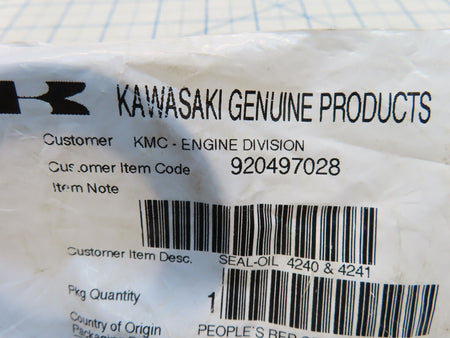 KAWASAKI GENUINE PRODUCTS
Customer KMC - ENGINE DIVISION
Customer Item Code 920497028
Item Note
Customer Item Desc. SEAL-OIL 4240 & 4241
Pkg Quantity 1
Country of Origin PEOPLE'S